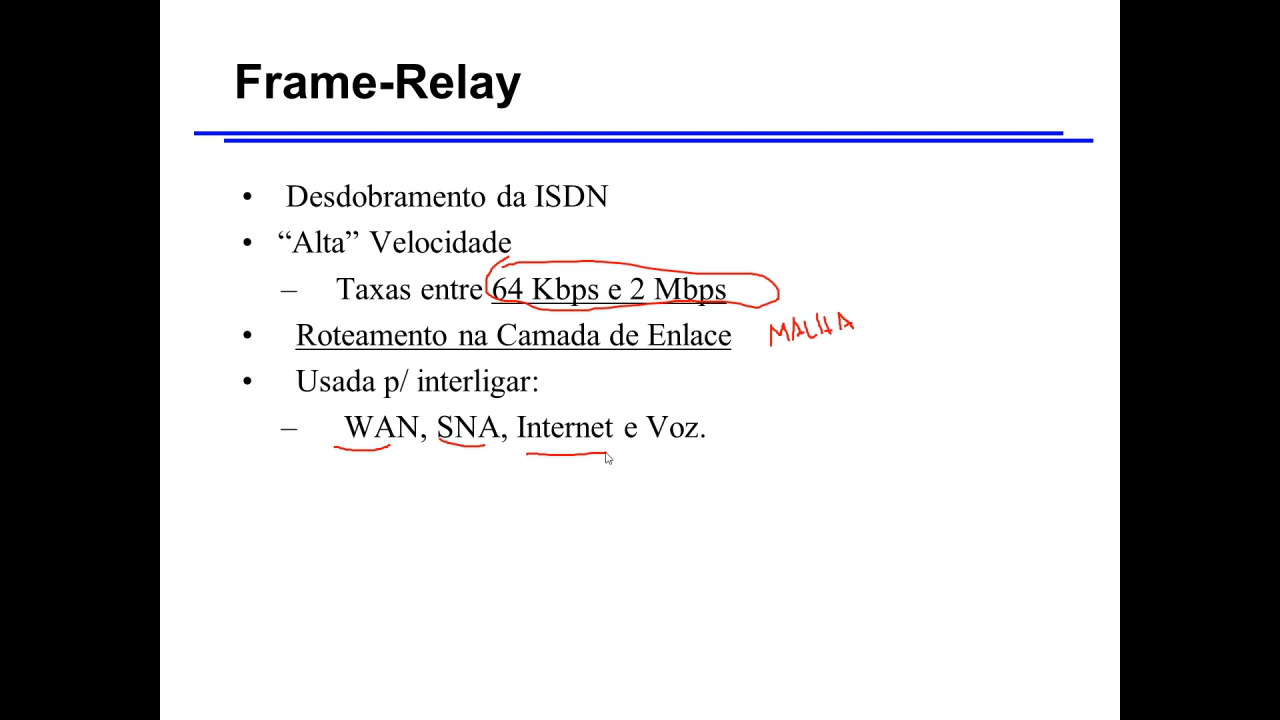 Frame-Relay
• Desdobramento da ISDN
• “Alta” Velocidade
– Taxas entre 64 Kbps e 2 Mbps
• Roteamento na Camada de Enlace MALHA
• Usada p/ interligar:
– WAN, SNA, Internet e Voz.